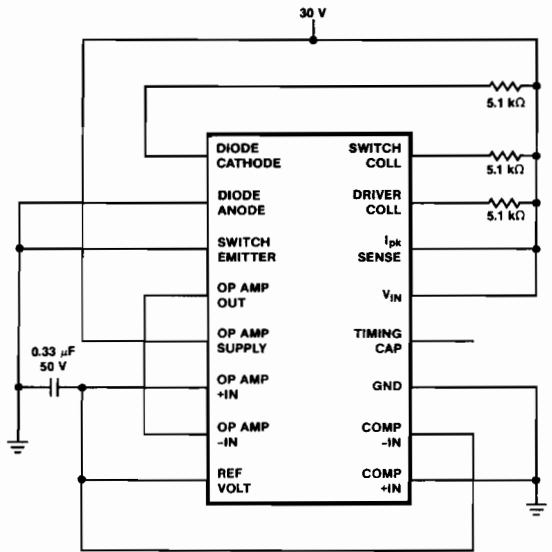 30 V
5.1 kΩ
5.1 kΩ
5.1 kΩ
DIODE
CATHODE
DIODE
ANODE
SWITCH
EMITTER
OP AMP
OUT
OP AMP
SUPPLY
OP AMP
+IN
OP AMP
–IN
REF
VOLT
SWITCH
COLL
DRIVER
COLL
Ipk
SENSE
VIN
TIMING
CAP
GND
COMP
–IN
COMP
+IN
0.33 μF
50 V